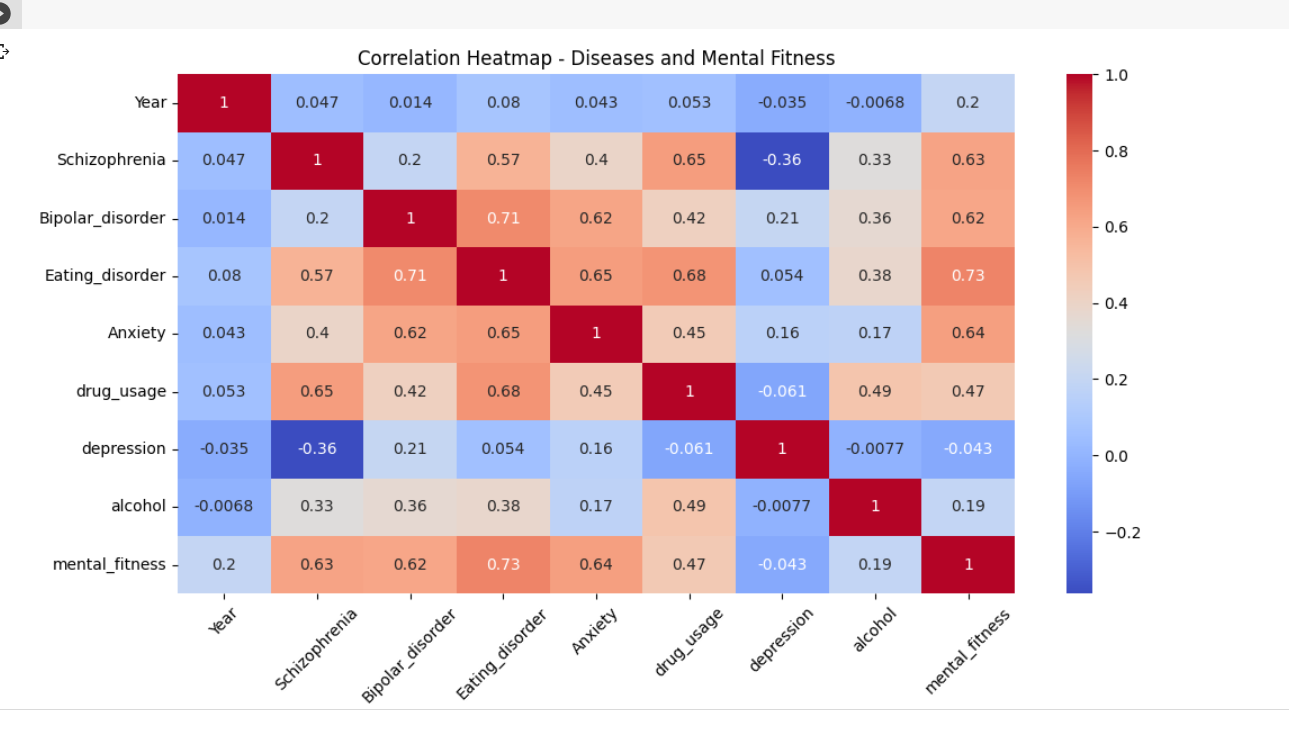 Correlation Heatmap - Diseases and Mental Fitness
Year 1 0.047 0.014 0.08 0.043 0.053 -0.035 -0.0068 0.2
Schizophrenia 0.047 1 0.2 0.57 0.4 0.65 -0.36 0.33 0.63
Bipolar_disorder 0.014 0.2 1 0.71 0.62 0.42 0.21 0.36 0.62
Eating_disorder 0.08 0.57 0.71 1 0.65 0.68 0.054 0.38 0.73
Anxiety 0.043 0.4 0.62 0.65 1 0.45 0.16 0.17 0.64
drug_usage 0.053 0.65 0.42 0.68 0.45 1 -0.061 0.49 0.47
depression -0.035 -0.36 0.21 0.054 0.16 -0.061 1 -0.0077 -0.043
alcohol -0.0068 0.33 0.36 0.38 0.17 0.49 -0.0077 1 0.19
mental_fitness 0.2 0.63 0.62 0.73 0.64 0.47 -0.043 0.19 1
Year Schizophrenia Bipolar_disorder Eating_disorder Anxiety drug_usage depression alcohol mental_fitness
1.0
0.8
0.6
0.4
0.2
0.0
−0.2